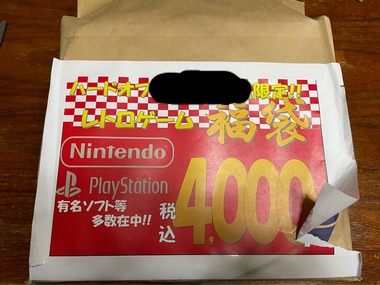 ハードオフ 限定!!
レトロゲーム 福袋
Nintendo
PlayStation
有名ソフト等
多数在中!!
税込
4,000